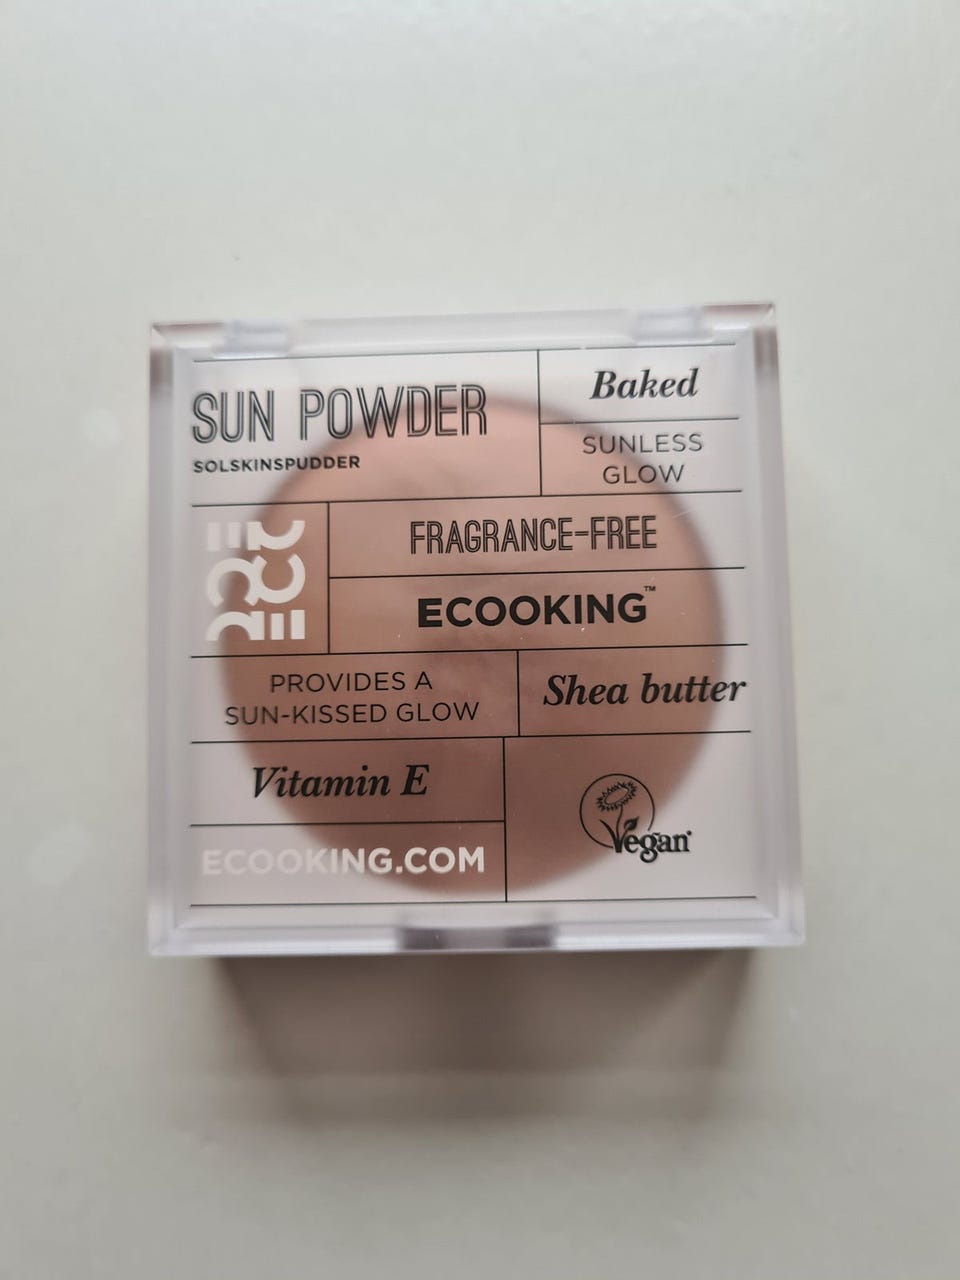 SUN POWDER
SOLSKINSPUDDER
Baked
SUNLESS
GLOW
FRAGRANCE-FREE
ECOOKING™
PROVIDES A
SUN-KISSED GLOW
Shea butter
Vitamin E
Vegan
ECOOKING.COM